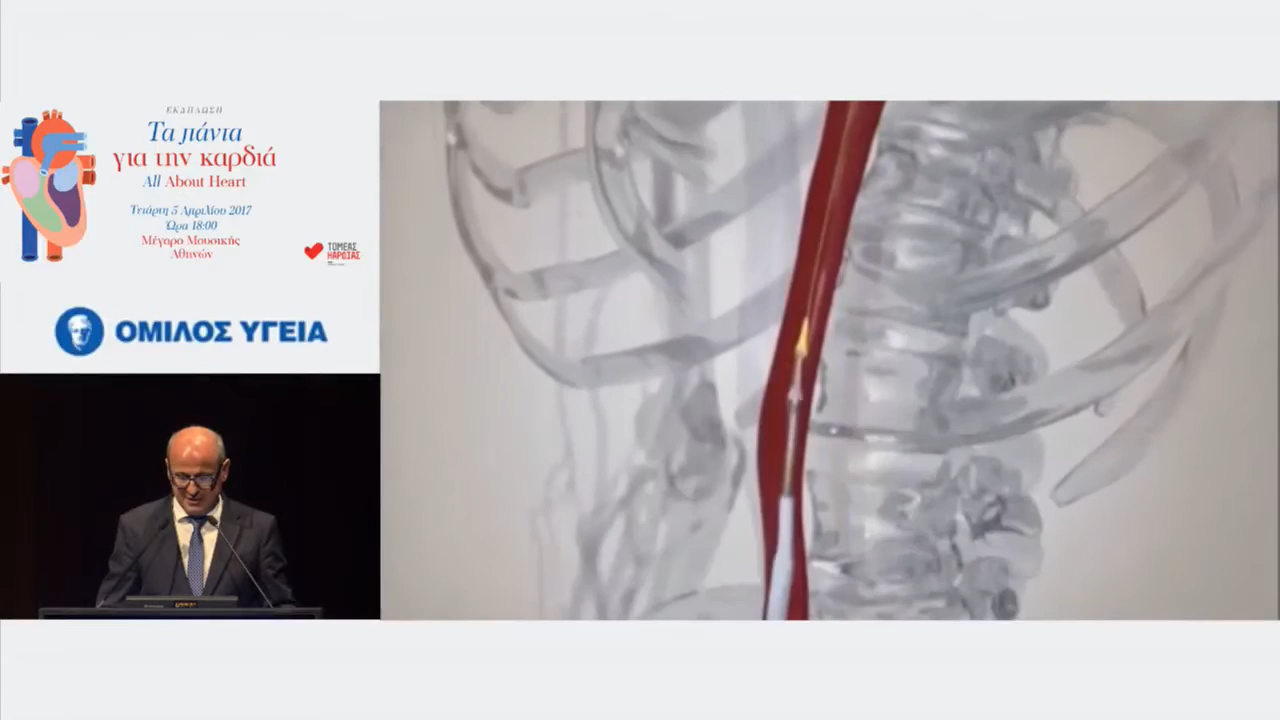 ΕΚΔΗΛΩΣΗ
Τα πάντα
για την καρδιά
All About Heart
Τετάρτη 5 Απριλίου 2017
Ώρα 18:00
Μέγαρο Μουσικής
Αθηνών
ΤΟΜΕΑΣ
ΚΑΡΔΙΑΣ
ΟΜΙΛΟΣ ΥΓΕΙΑ